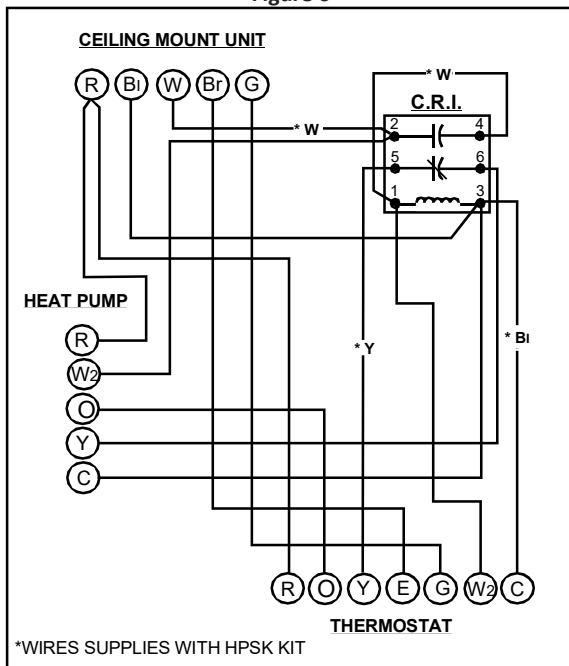 Figure 5
CEILING MOUNT UNIT
R Bl W Br G
* W
C.R.I.
2 4
* W
5 6
1 3
HEAT PUMP
R
W2
O
Y
C
* Y
* Bl
R O Y E G W2 C
THERMOSTAT
*WIRES SUPPLIES WITH HPSK KIT